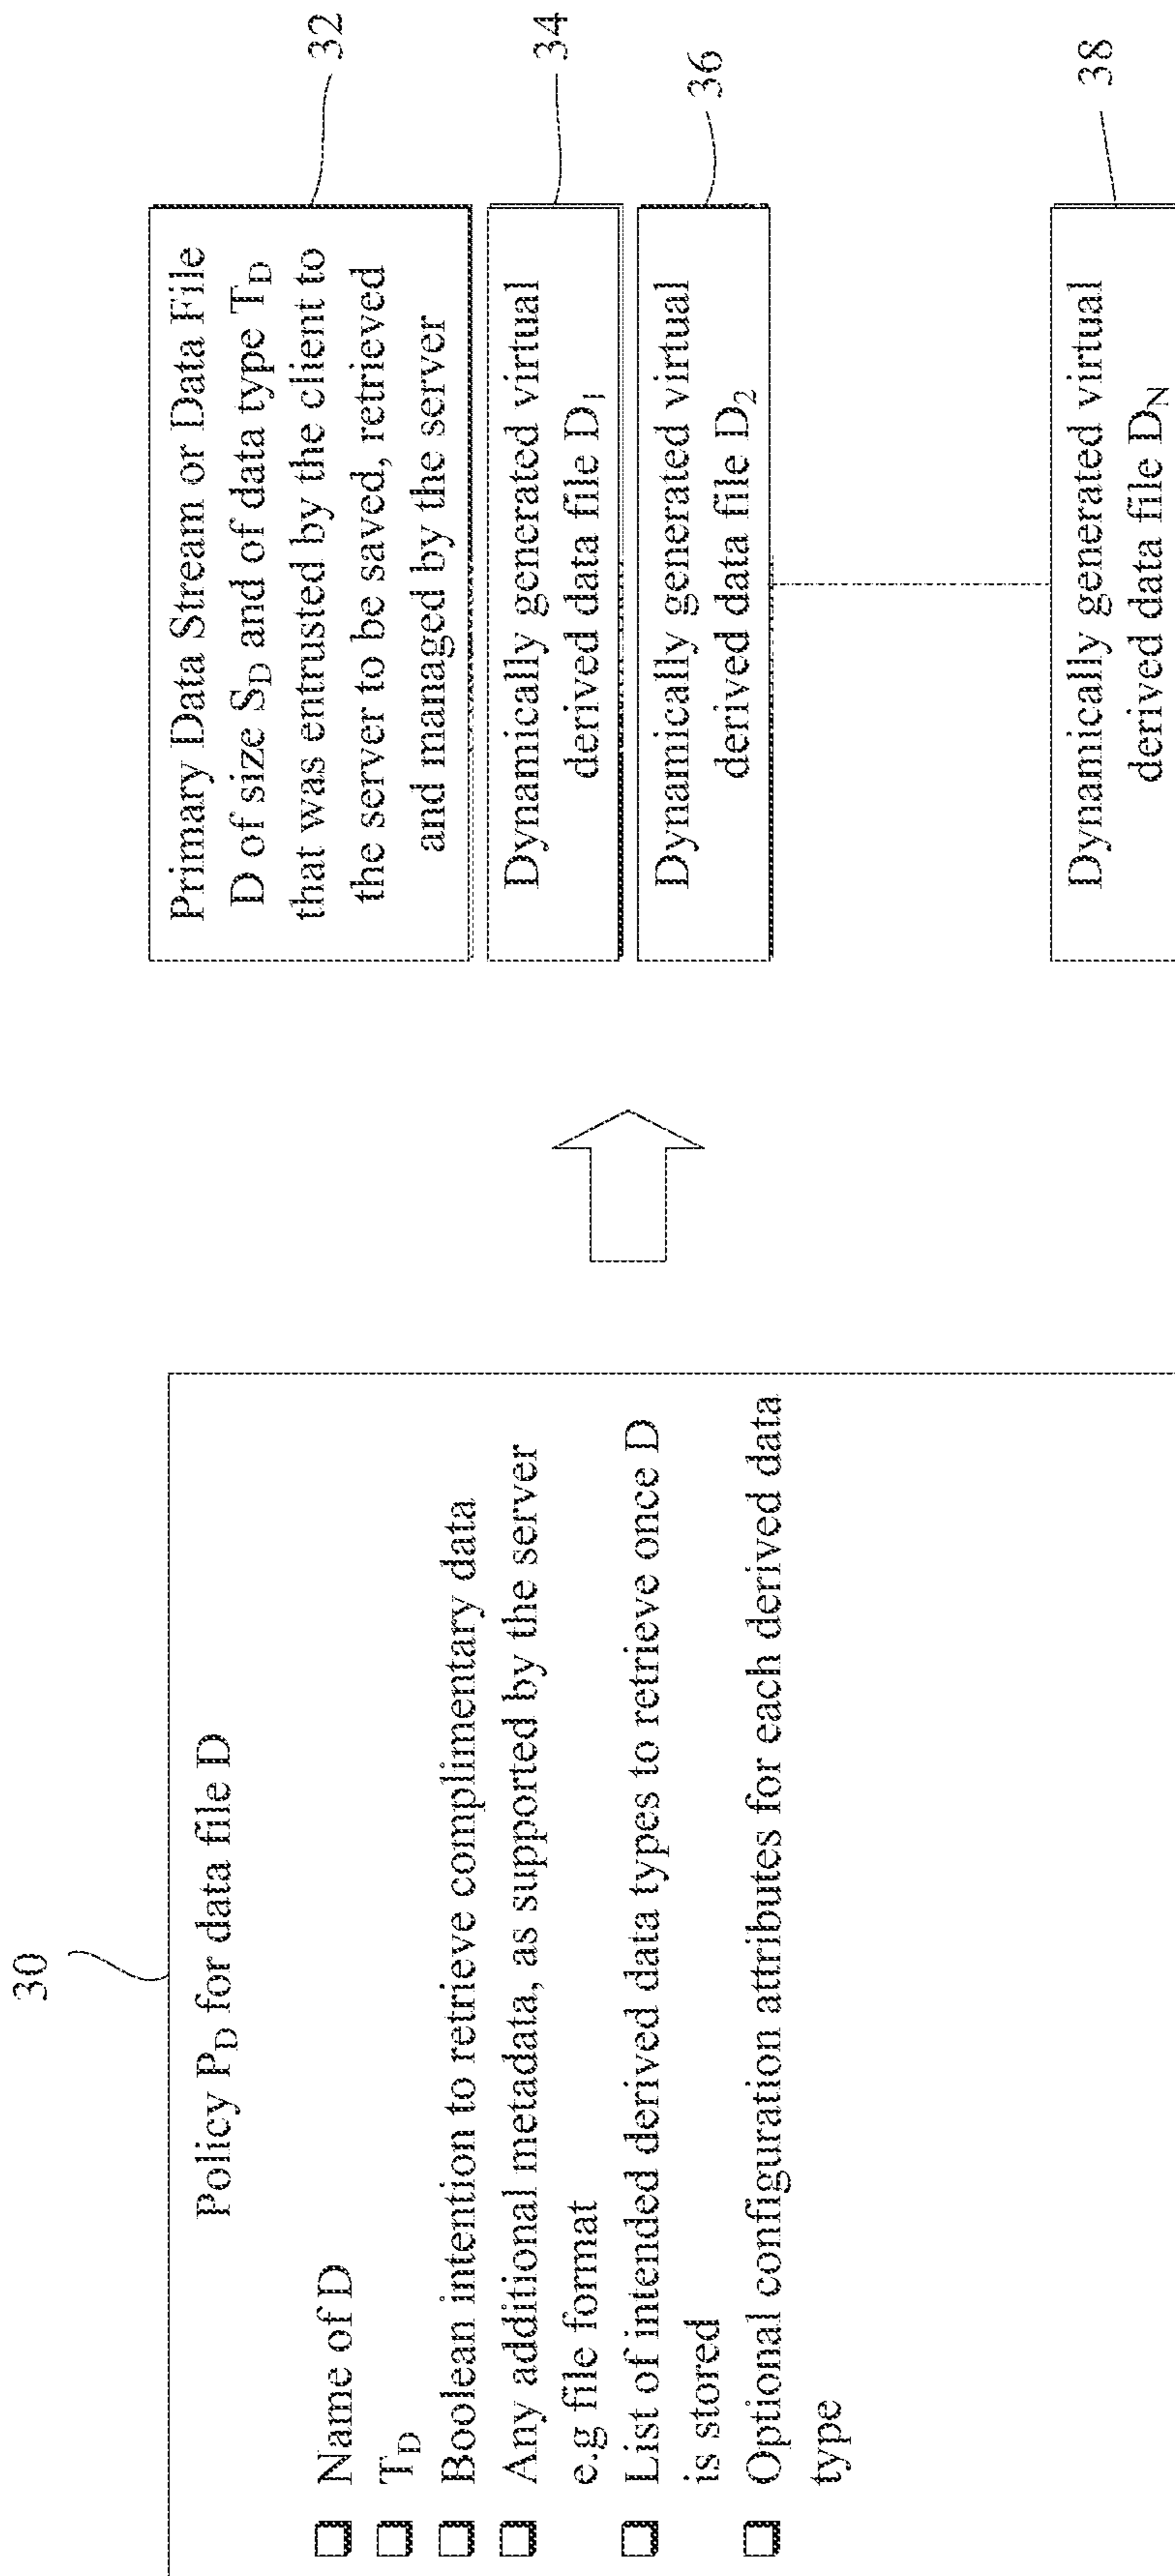 30
Policy P_D for data file D
❑ Name of D
❑ T_D
❑ Boolean intention to retrieve complimentary data
❑ Any additional metadata, as supported by the server
e.g file format
❑ List of intended derived data types to retrieve once D
is stored
❑ Optional configuration attributes for each derived data
type
Primary Data Stream or Data File
D of size S_D and of data type T_D
that was entrusted by the client to
the server to be saved, retrieved
and managed by the server
32
Dynamically generated virtual
derived data file D_1
34
Dynamically generated virtual
derived data file D_2
36
Dynamically generated virtual
derived data file D_N
38